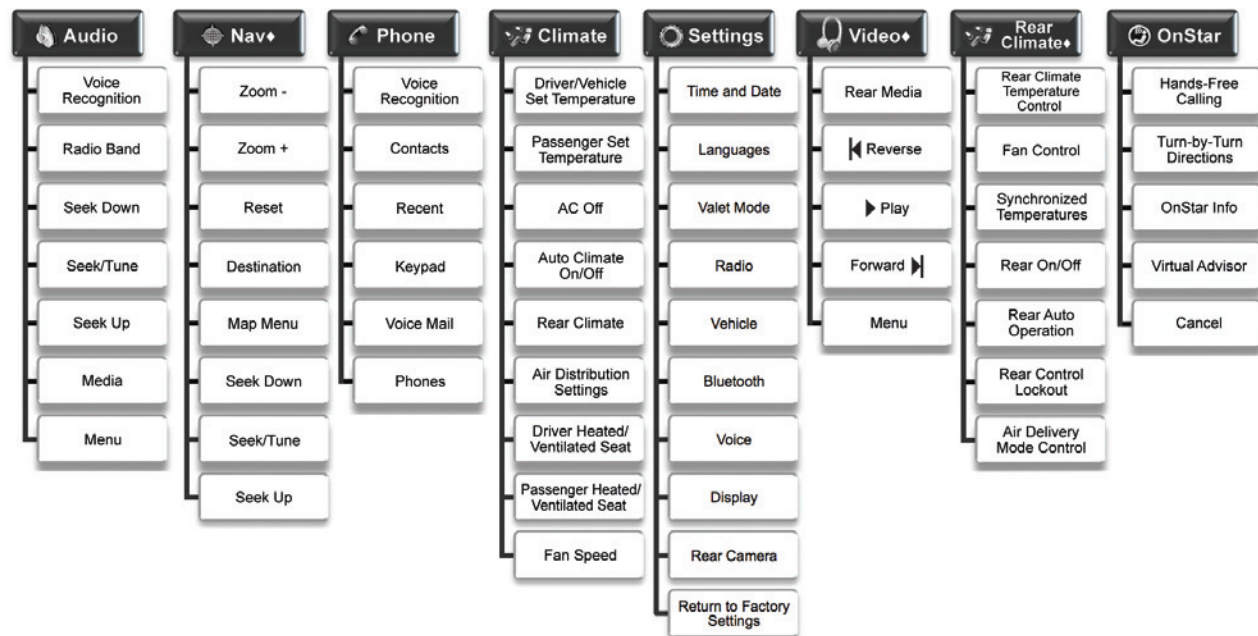 Audio
Voice
Recognition
Radio Band
Seek Down
Seek/Tune
Seek Up
Media
Menu
Nav♦
Zoom -
Zoom +
Reset
Destination
Map Menu
Seek Down
Seek/Tune
Seek Up
Phone
Voice
Recognition
Contacts
Recent
Keypad
Voice Mail
Phones
Climate
Driver/Vehicle
Set Temperature
Passenger Set
Temperature
AC Off
Auto Climate
On/Off
Rear Climate
Air Distribution
Settings
Driver Heated/
Ventilated Seat
Passenger Heated/
Ventilated Seat
Fan Speed
Settings
Time and Date
Languages
Valet Mode
Radio
Vehicle
Bluetooth
Voice
Display
Rear Camera
Return to Factory
Settings
Video♦
Rear Media
Reverse
Play
Forward
Menu
Rear
Climate♦
Rear Climate
Temperature
Control
Fan Control
Synchronized
Temperatures
Rear On/Off
Rear Auto
Operation
Rear Control
Lockout
Air Delivery
Mode Control
OnStar
Hands-Free
Calling
Turn-by-Turn
Directions
OnStar Info
Virtual Advisor
Cancel